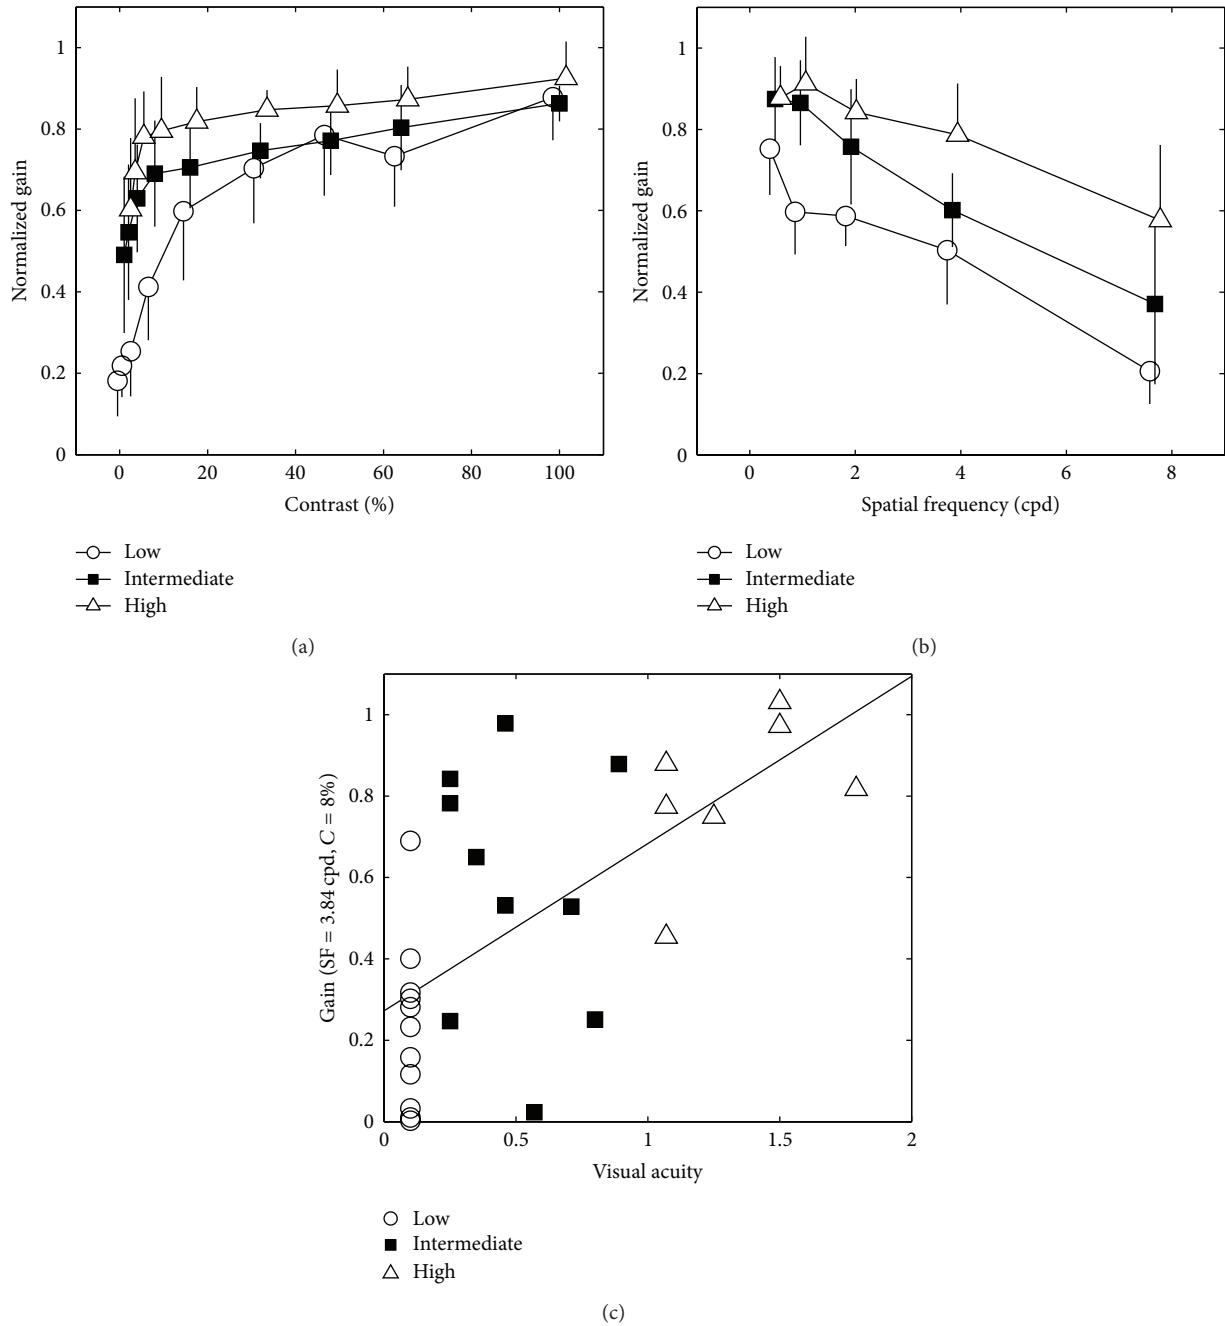 1
0.8
0.6
0.4
0.2
0
Normalized gain
0 20 40 60 80 100
Contrast (%)
Low
Intermediate
High
(a)
1
0.8
0.6
0.4
0.2
0
Normalized gain
0 2 4 6 8
Spatial frequency (cpd)
Low
Intermediate
High
(b)
1
0.8
0.6
0.4
0.2
0
Gain (SF = 3.84 cpd, C = 8%)
0 0.5 1 1.5 2
Visual acuity
Low
Intermediate
High
(c)